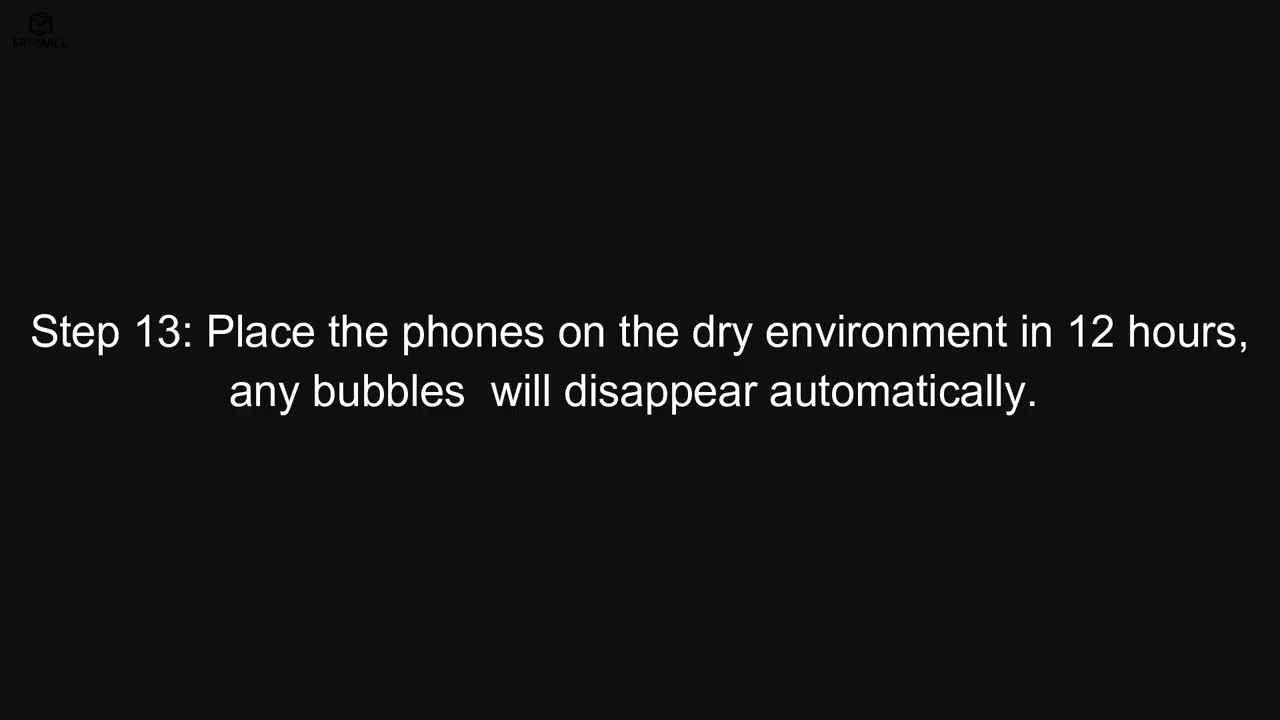 MP-MALL
Step 13: Place the phones on the dry environment in 12 hours,
any bubbles  will disappear automatically.